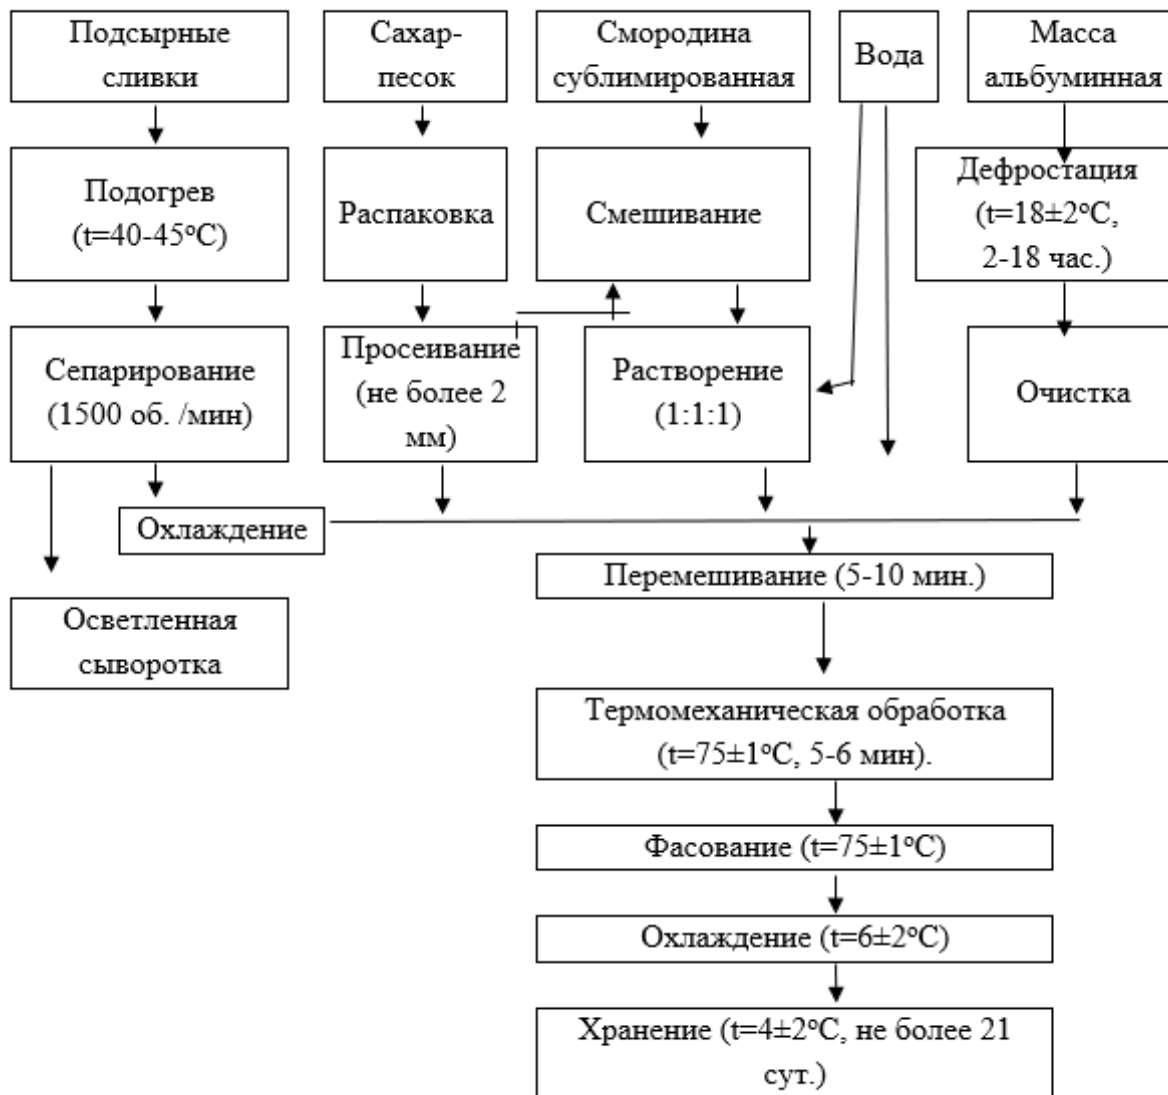 Подсырные
сливки
Сахар-
песок
Смородина
сублимированная
Вода
Масса
альбуминная
Подогрев
(t=40-45°C)
Распаковка
Смешивание
Дефростация
(t=18±2°C,
2-18 час.)
Сепарирование
(1500 об. /мин)
Просеивание
(не более 2
мм)
Растворение
(1:1:1)
Очистка
Охлаждение
Перемешивание (5-10 мин.)
Осветленная
сыворотка
Термомеханическая обработка
(t=75±1°C, 5-6 мин).
Фасование (t=75±1°C)
Охлаждение (t=6±2°C)
Хранение (t=4±2°C, не более 21
сут.)